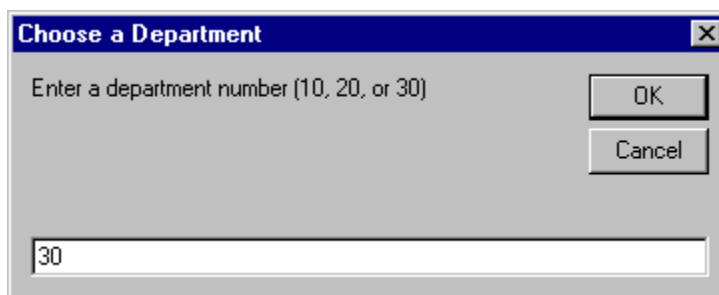 Choose a Department
Enter a department number (10, 20, or 30)
OK
Cancel
30